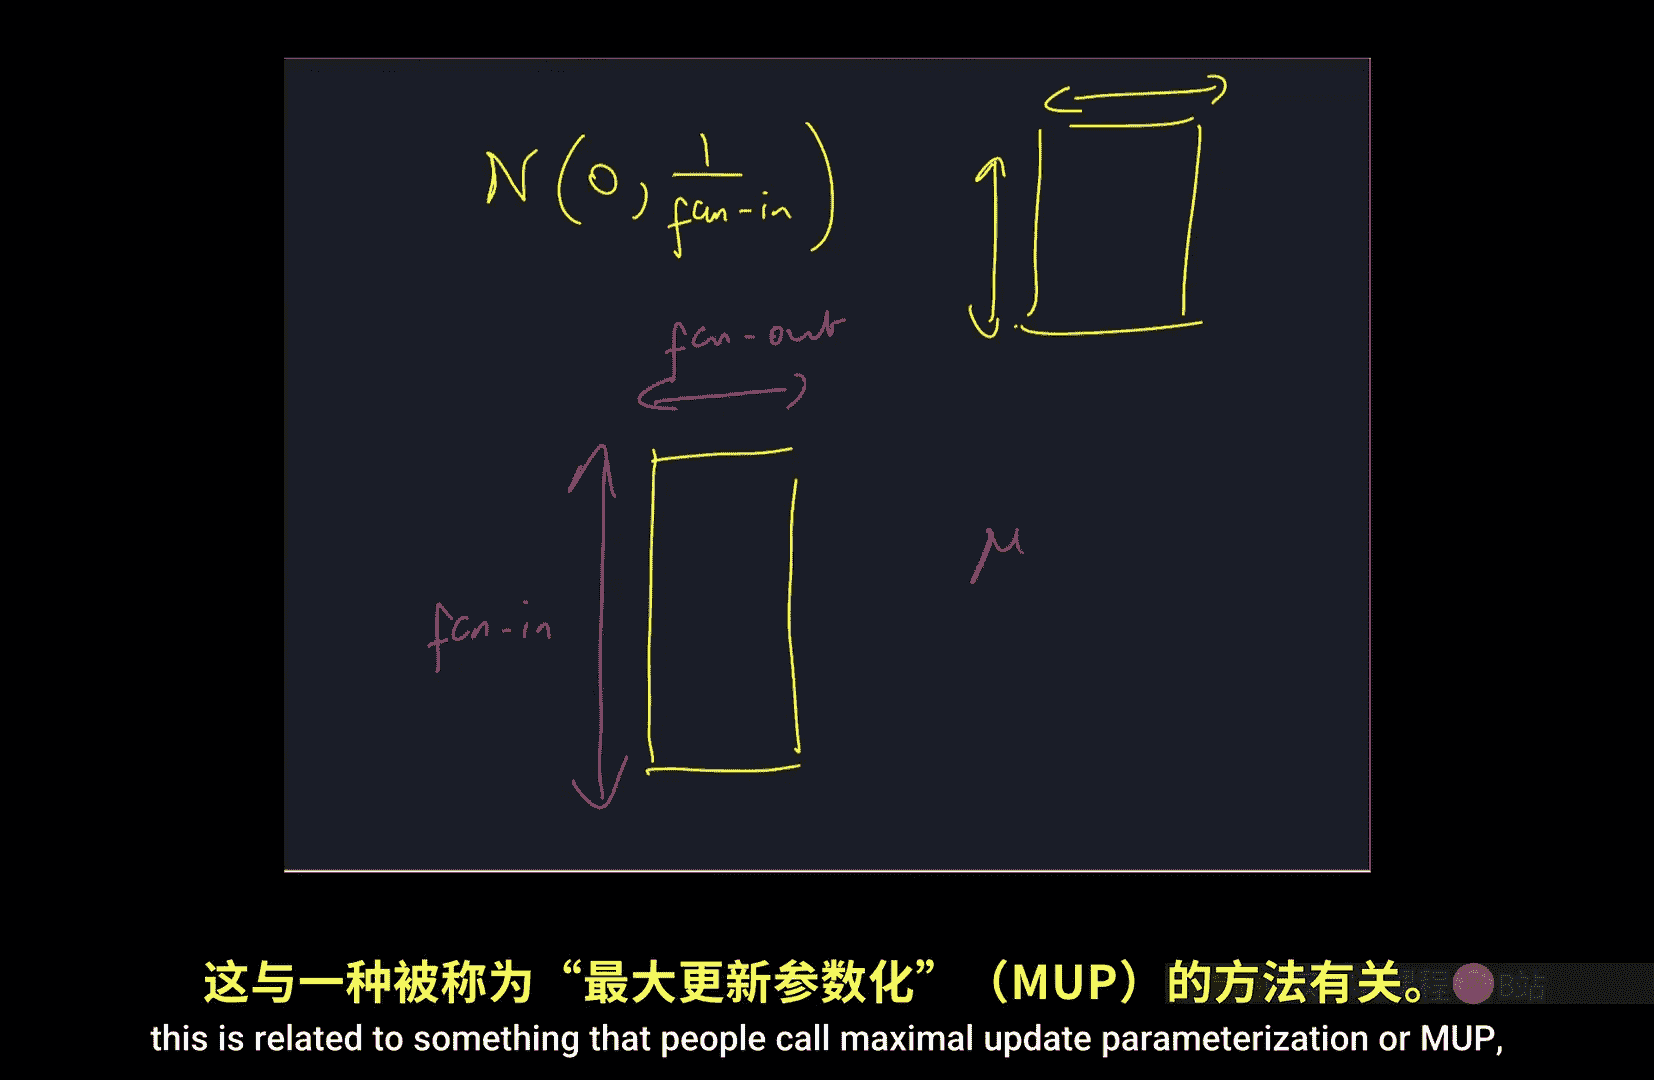 N(0, 1/fan-in)
fan-out
fan-in
μ
这与一种被称为“最大更新参数化”（MUP）的方法有关。
B站
this is related to something that people call maximal update parameterization or MUP,